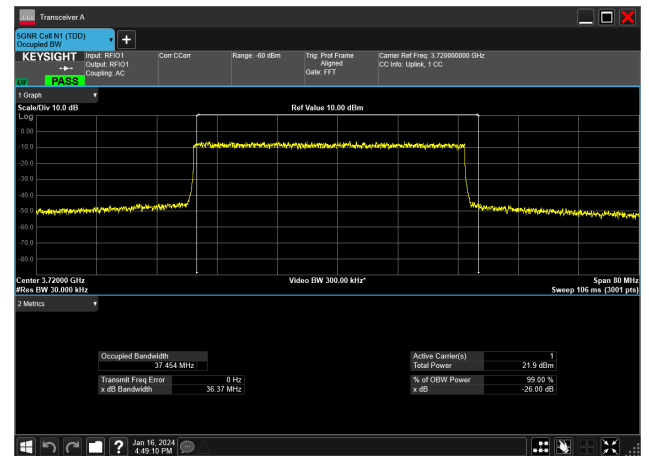 Transceiver A
5GNR Cell N1 (TDD)
Occupied BW
KEYSIGHT
LXI
PASS
Input: RFIO1
Output: RFIO1
Coupling: AC
Corr CCorr
Range: -60 dBm
Trig: Prot Frame
Aligned
Gate: FFT
Carrier Ref Freq: 3.720000000 GHz
CC Info: Uplink, 1 CC
1 Graph
Scale/Div 10.0 dB
Ref Value 10.00 dBm
Log
0.00
-10.0
-20.0
-30.0
-40.0
-50.0
-60.0
-70.0
-80.0
Center 3.72000 GHz
Video BW 300.00 kHz*
Span 80 MHz
#Res BW 30.000 kHz
Sweep 106 ms (3001 pts)
2 Metrics
Occupied Bandwidth
37.454 MHz
Transmit Freq Error 0 Hz
x dB Bandwidth 36.37 MHz
Active Carrier(s) 1
Total Power 21.9 dBm
% of OBW Power 99.00 %
x dB -26.00 dB
Jan 16, 2024
4:49:10 PM